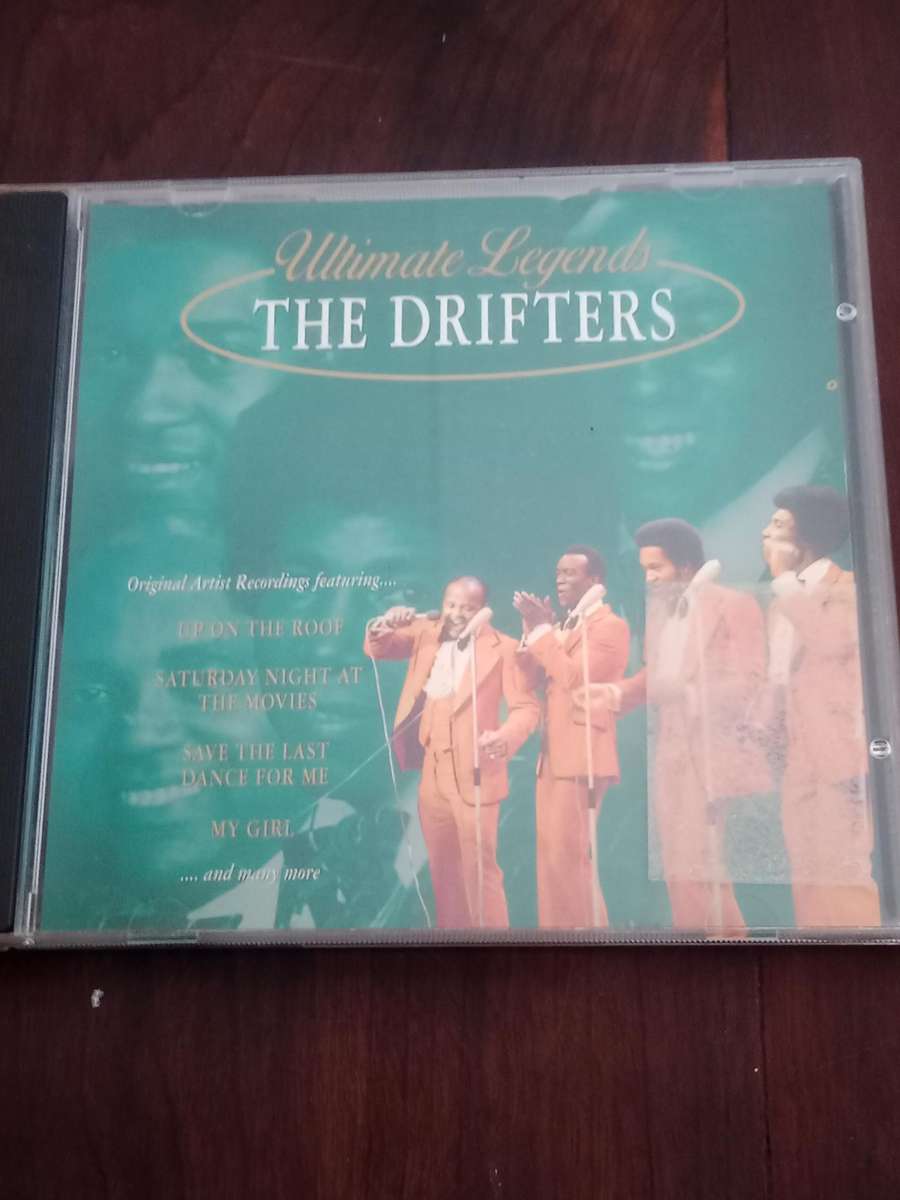 Ultimate Legends
THE DRIFTERS
Original Artist Recordings featuring....
UP ON THE ROOF
SATURDAY NIGHT AT
THE MOVIES
SAVE THE LAST
DANCE FOR ME
MY GIRL
.... and many more